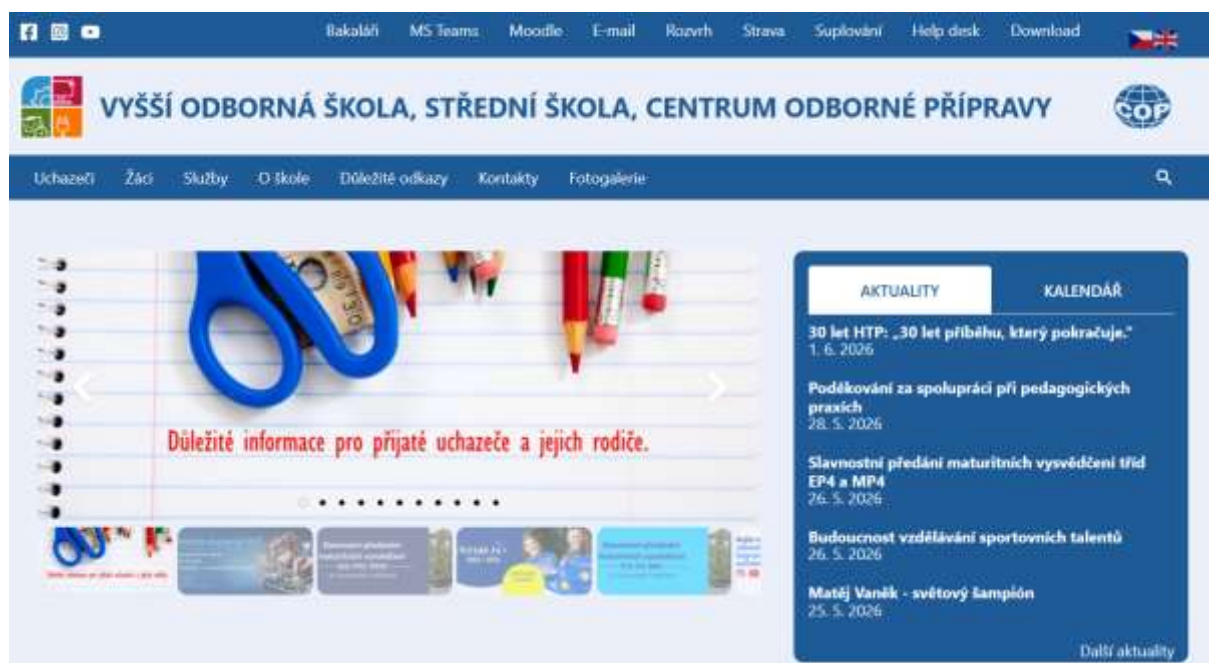 Bakaláři MS Teams Moodle E-mail Rozvrh Strava Suplování Help desk Download
VYŠŠÍ ODBORNÁ ŠKOLA, STŘEDNÍ ŠKOLA, CENTRUM ODBORNÉ PŘÍPRAVY
COP
Uchazeči Žáci Služby O škole Důležité odkazy Kontakty Fotogalerie
Důležité informace pro přijaté uchazeče a jejich rodiče.
AKTUALITY KALENDÁŘ
30 let HTP: „30 let příběhu, který pokračuje."
1. 6. 2026
Poděkování za spolupráci při pedagogických
praxích
28. 5. 2026
Slavnostní předání maturitních vysvědčení tříd
EP4 a MP4
26. 5. 2026
Budoucnost vzdělávání sportovních talentů
26. 5. 2026
Matěj Vaněk - světový šampión
25. 5. 2026
Další aktuality